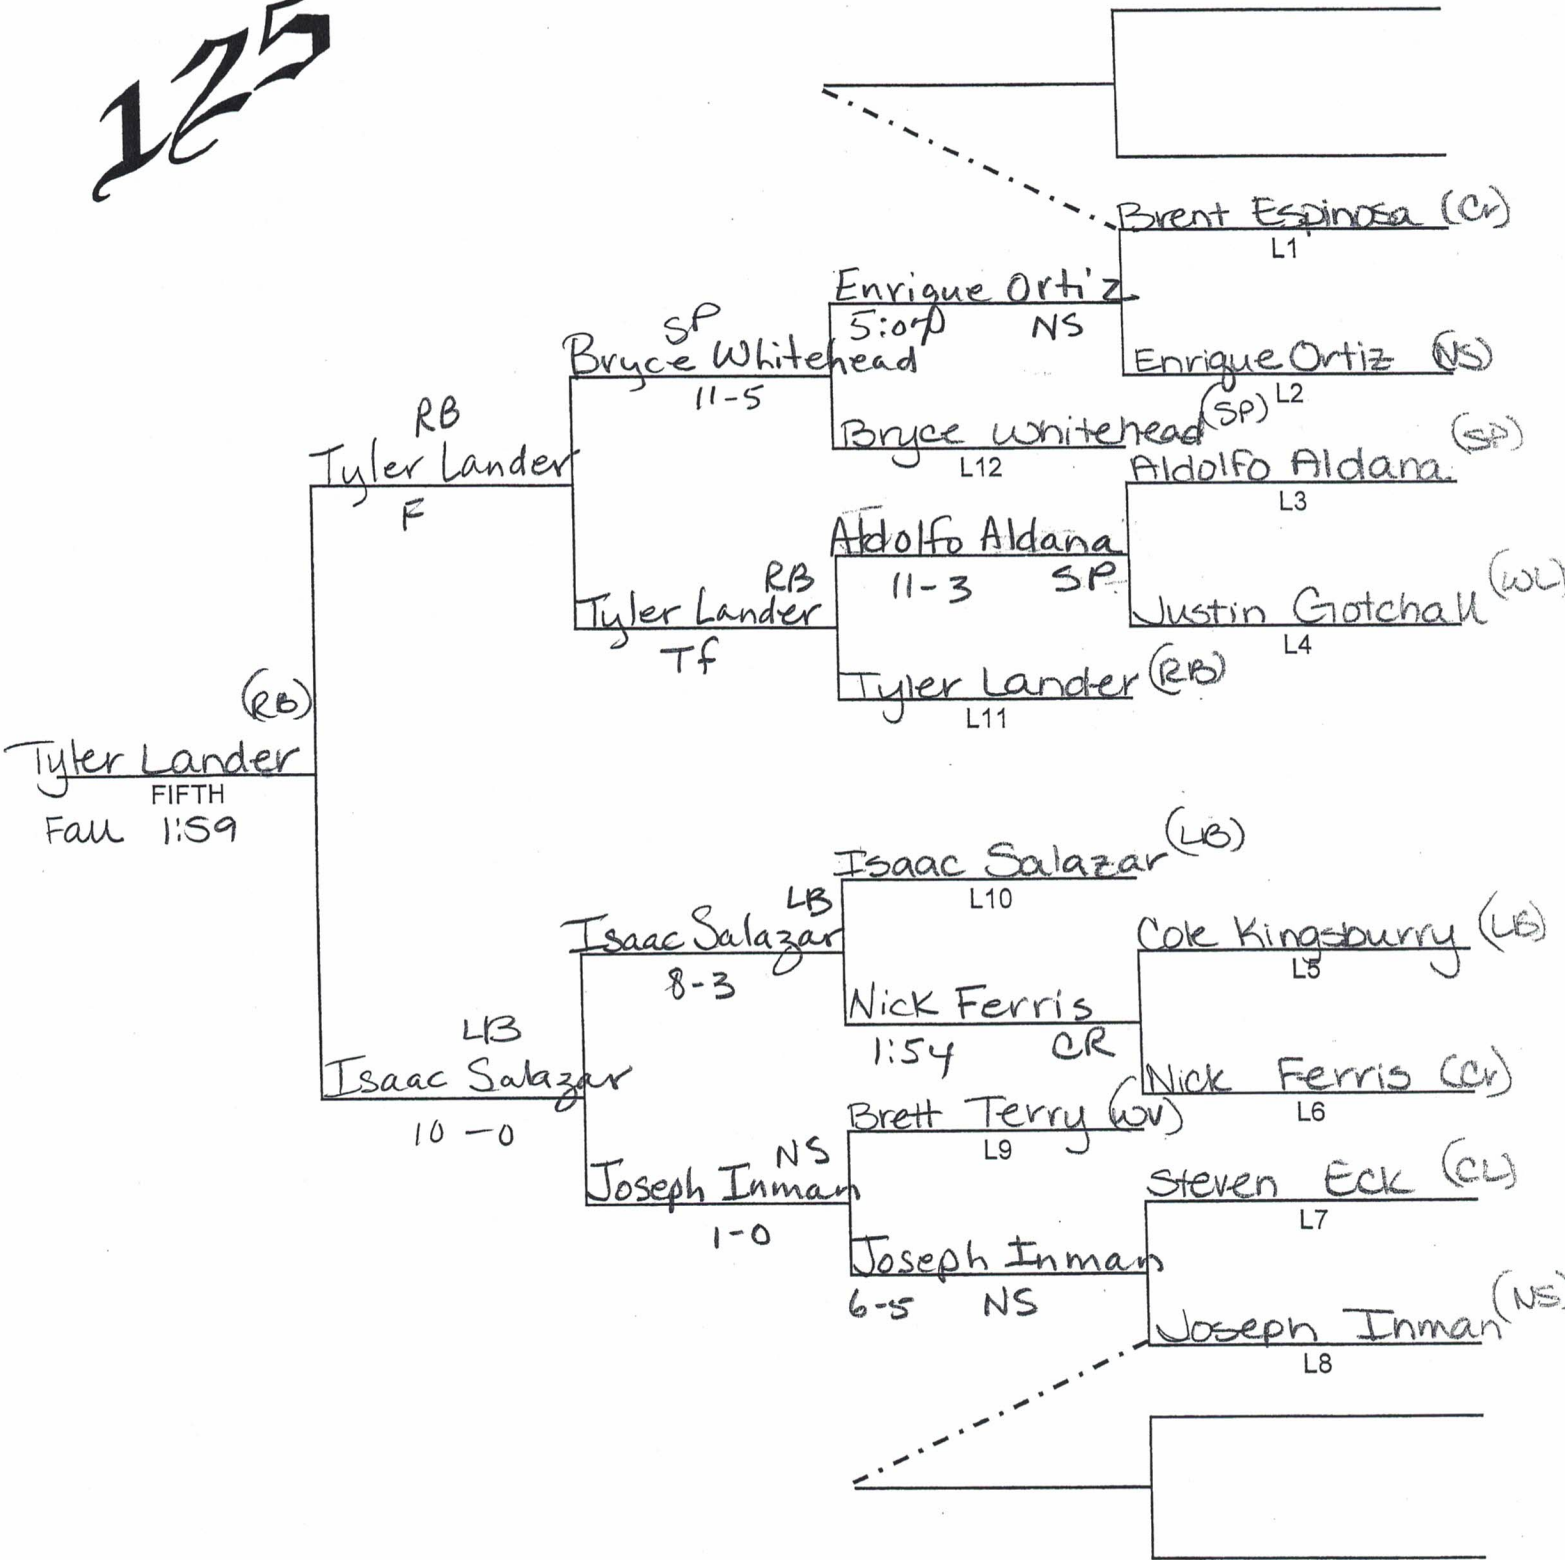 125
Brent Espinosa (Cr)
L1
Enrique Ortiz
NS
Enrique Ortiz (NS)
L2
SP
Bryce Whitehead
11-5
Bryce Whitehead (SP)
L12
Aldolfo Aldana (SP)
L3
RB
Tyler Lander
F
Aldolfo Aldana
11-3 SP
RB
Tyler Lander
Tf
Justin Gotchall (WL)
L4
Tyler Lander (RB)
L11
(RB)
Tyler Lander
FIFTH
Fall 1:59
Isaac Salazar (LB)
L10
LB
Isaac Salazar
8-3
Cole Kingsburry (LB)
L5
Nick Ferris
1:54 CR
LB
Isaac Salazar
10-0
Nick Ferris (Cr)
L6
Brett Terry (WV)
L9
NS
Joseph Inman
1-0
Steven Eck (CL)
L7
Joseph Inman
6-5 NS
Joseph Inman (NS)
L8